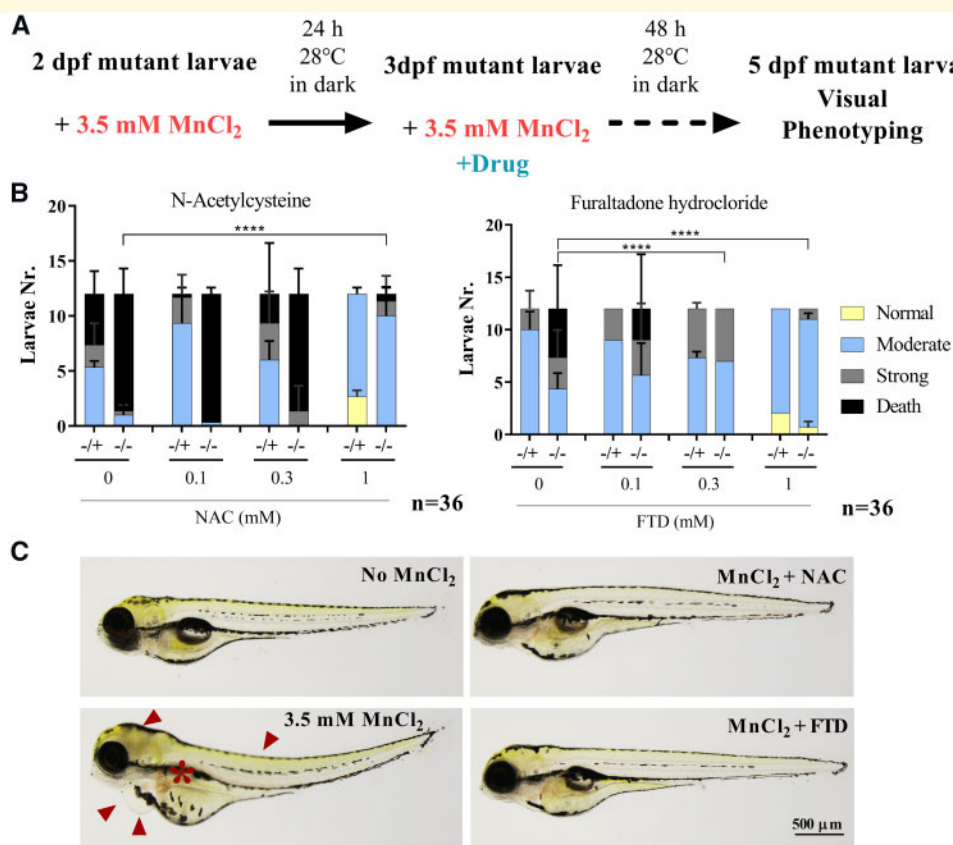 A
2 dpf mutant larvae
24 h
28°C
in dark
3dpf mutant larvae
48 h
28°C
in dark
5 dpf mutant larva
Visual
Phenotyping
+ 3.5 mM MnCl₂
+ 3.5 mM MnCl₂
+Drug
B
N-Acetylcysteine
Larvae Nr.
20
15
10
5
0
****
-/+ -/- -/+ -/- -/+ -/- -/+ -/-
0 0.1 0.3 1
NAC (mM)
n=36
Furaltadone hydrocloride
Larvae Nr.
20
15
10
5
0
****
****
-/+ -/- -/+ -/- -/+ -/- -/+ -/-
0 0.1 0.3 1
FTD (mM)
n=36
Normal
Moderate
Strong
Death
C
No MnCl₂
MnCl₂ + NAC
3.5 mM MnCl₂
*
MnCl₂ + FTD
500 µm